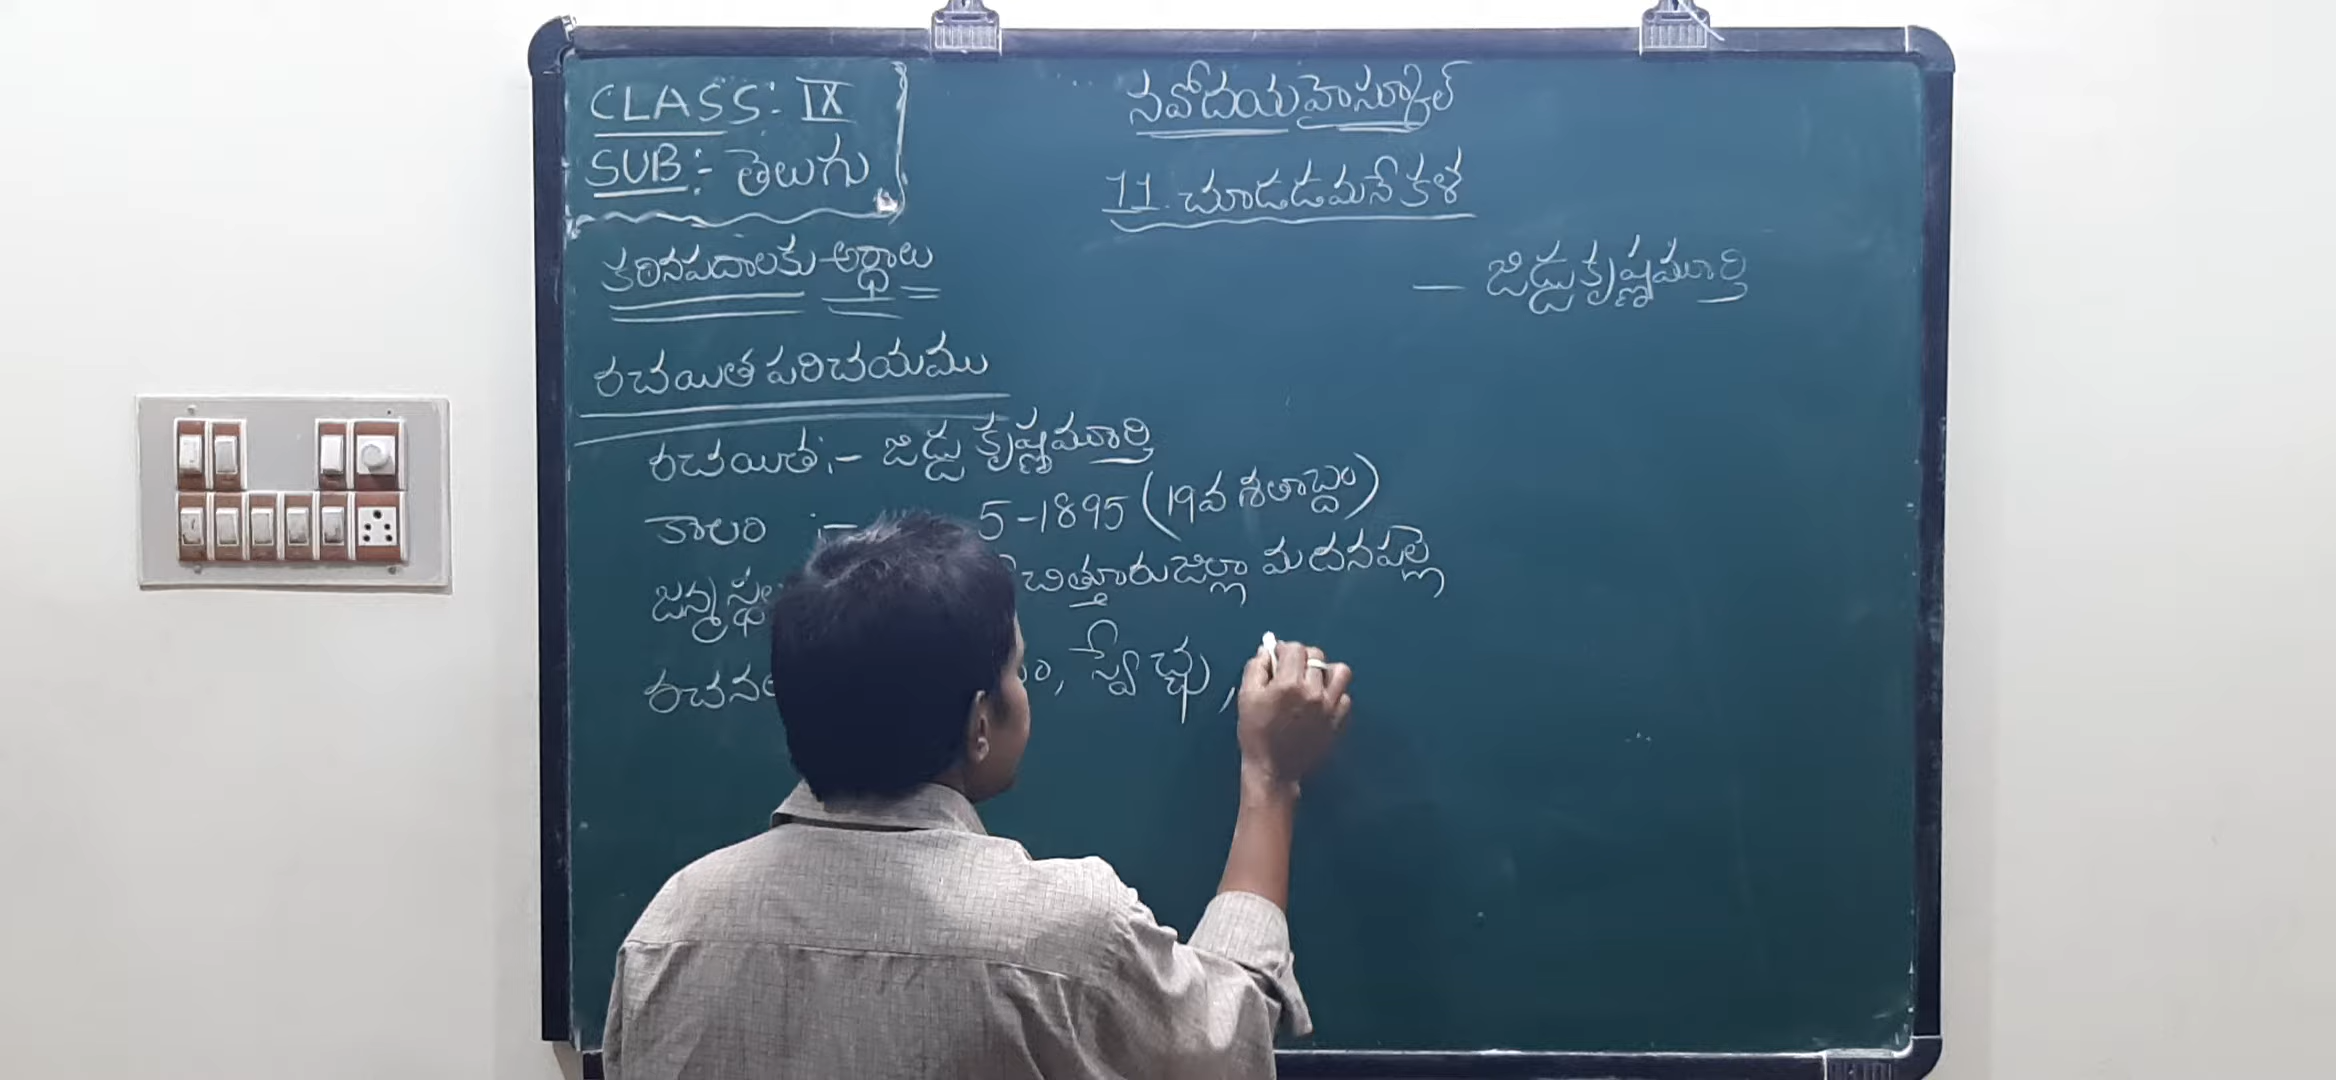 CLASS:- IX
SUB:- తెలుగు
నవోదయ హైస్కూల్
11. చూడడమనే కళ
— జిడ్డు కృష్ణమూర్తి
కఠినపదాలకు అర్థాలు
రచయిత పరిచయము
రచయిత:- జిడ్డు కృష్ణమూర్తి
కాలం :- 5-1895 (19వ శతాబ్దం)
చిత్తూరు జిల్లా మదనపల్లె
స్వేచ్ఛ,